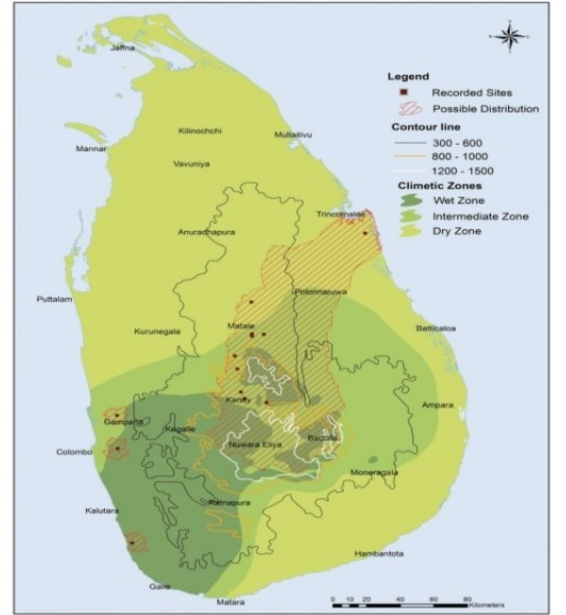 Jaffna
Legend
Recorded Sites
Possible Distribution
Contour line
300 - 600
800 - 1000
1200 - 1500
Climetic Zones
Wet Zone
Intermediate Zone
Dry Zone
Kilinochchi
Mullaitivu
Mannar
Vavuniya
Trincomalee
Anuradhapura
Polonnaruwa
Puttalam
Kurunegala
Matale
Batticaloa
Kandy
Ampara
Gampaha
Kegalle
Colombo
Nuwara Eliya
Badulla
Moneragala
Kalutara
Ratnapura
Hambantota
Galle
Matara
0 10 20 40 60 80
Kilometers